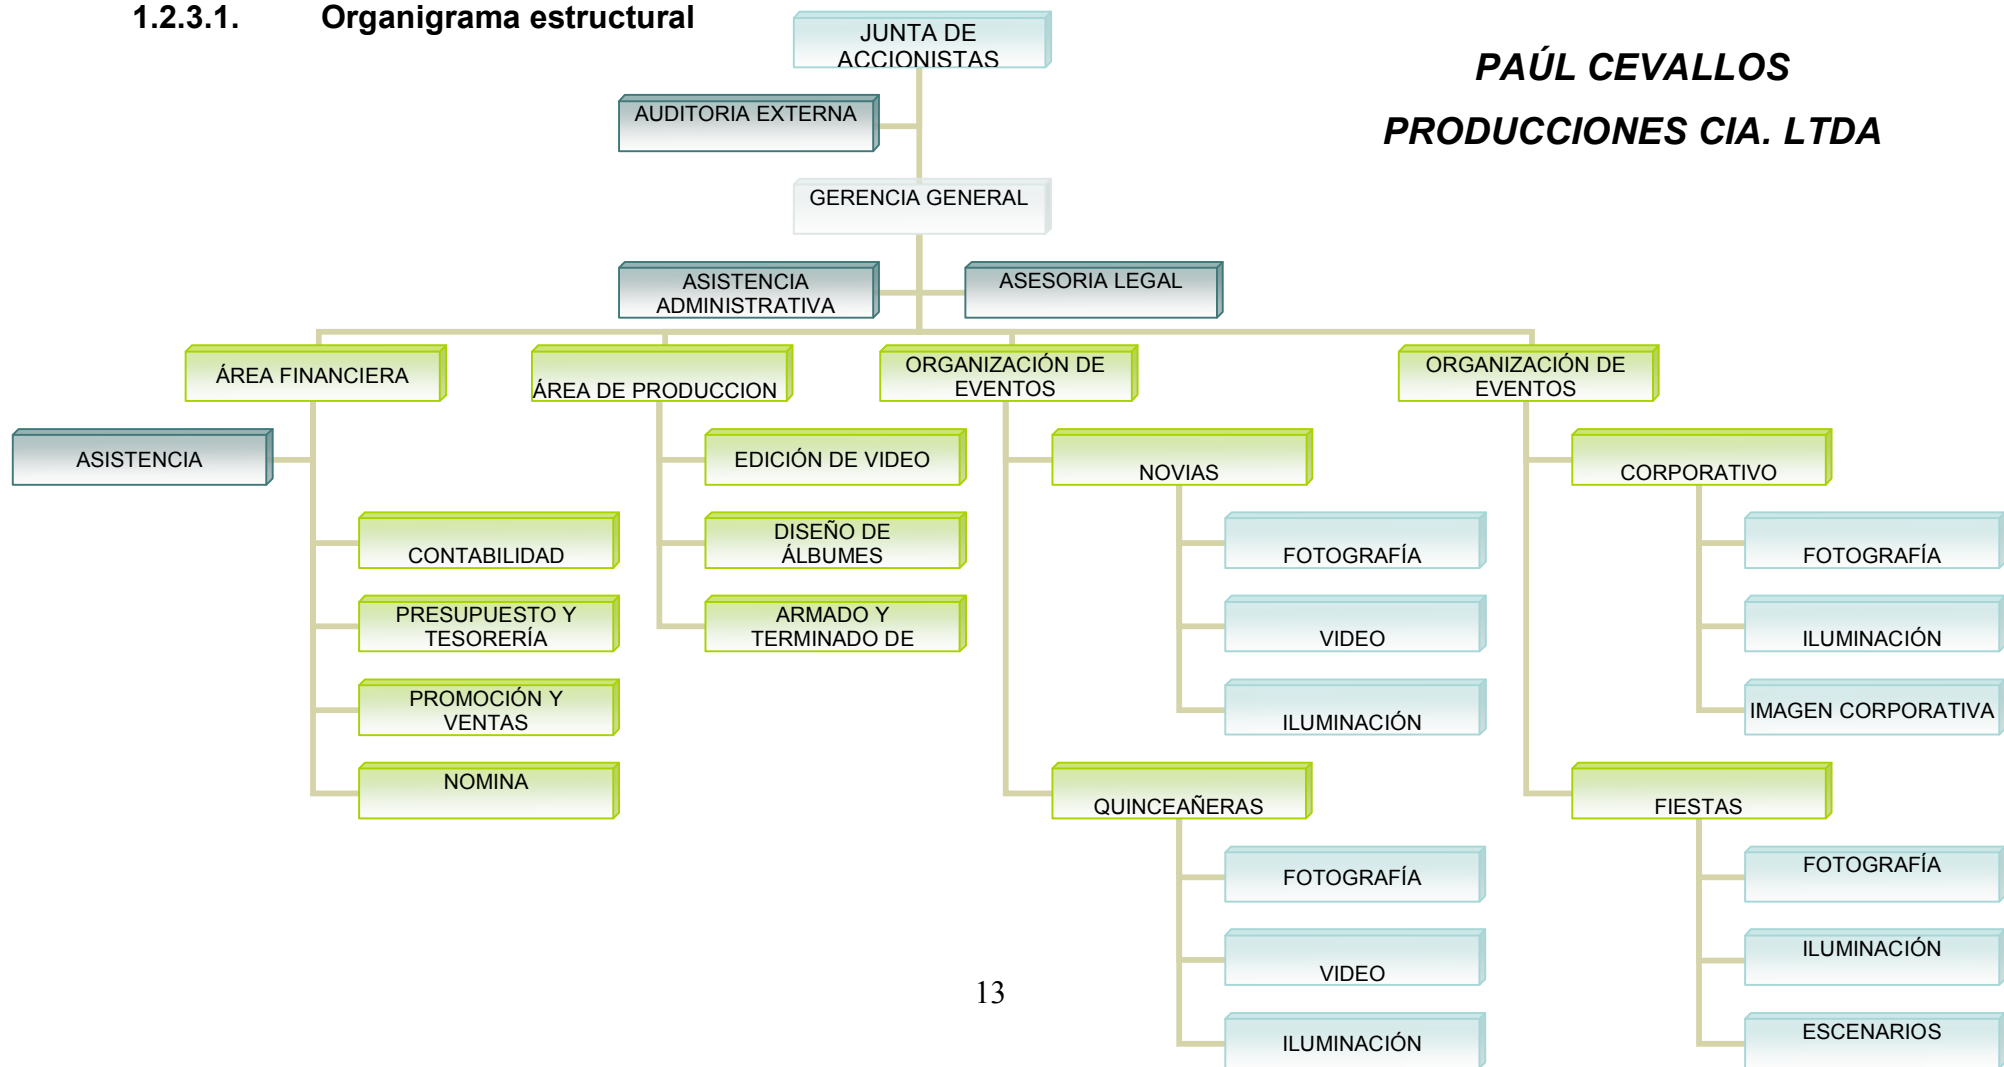 1.2.3.1. Organigrama estructural
PAÚL CEVALLOS
PRODUCCIONES CIA. LTDA
JUNTA DE
ACCIONISTAS
AUDITORIA EXTERNA
GERENCIA GENERAL
ASISTENCIA
ADMINISTRATIVA
ASESORIA LEGAL
ÁREA FINANCIERA
ASISTENCIA
CONTABILIDAD
PRESUPUESTO Y
TESORERÍA
PROMOCIÓN Y
VENTAS
NOMINA
ÁREA DE PRODUCCION
EDICIÓN DE VIDEO
DISEÑO DE
ÁLBUMES
ARMADO Y
TERMINADO DE
ORGANIZACIÓN DE
EVENTOS
NOVIAS
FOTOGRAFÍA
VIDEO
ILUMINACIÓN
QUINCEAÑERAS
FOTOGRAFÍA
VIDEO
ILUMINACIÓN
ORGANIZACIÓN DE
EVENTOS
CORPORATIVO
FOTOGRAFÍA
ILUMINACIÓN
IMAGEN CORPORATIVA
FIESTAS
FOTOGRAFÍA
ILUMINACIÓN
ESCENARIOS
13